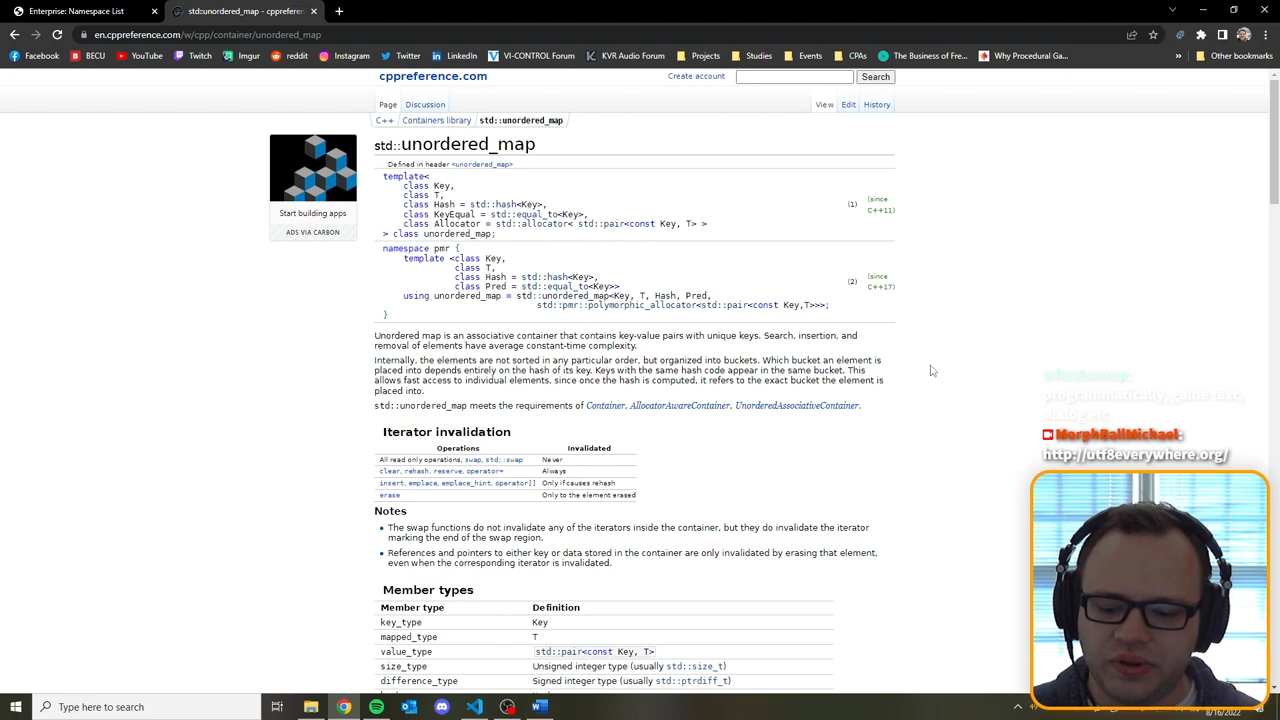 Enterprise: Namespace List
std::unordered_map - cppreferen
en.cppreference.com/w/cpp/container/unordered_map
Facebook BECU YouTube Twitch Imgur reddit Instagram Twitter LinkedIn VI-CONTROL Forum KVR Audio Forum Projects Studies Events CPAs The Business of Fre... Why Procedural Ga... Other bookmarks
cppreference.com
Create account
Search
Page Discussion
View Edit History
C++ Containers library std::unordered_map
std::unordered_map
Defined in header <unordered_map>
template<
class Key,
class T,
class Hash = std::hash<Key>,
class KeyEqual = std::equal_to<Key>,
class Allocator = std::allocator< std::pair<const Key, T> >
> class unordered_map;
(1) (since C++11)
namespace pmr {
template <class Key,
class T,
class Hash = std::hash<Key>,
class Pred = std::equal_to<Key>>
using unordered_map = std::unordered_map<Key, T, Hash, Pred,
std::pmr::polymorphic_allocator<std::pair<const Key,T>>>;
}
(2) (since C++17)
Start building apps
ADS VIA CARBON
Unordered map is an associative container that contains key-value pairs with unique keys. Search, insertion, and
removal of elements have average constant-time complexity.
Internally, the elements are not sorted in any particular order, but organized into buckets. Which bucket an element is
placed into depends entirely on the hash of its key. Keys with the same hash code appear in the same bucket. This
allows fast access to individual elements, since once the hash is computed, it refers to the exact bucket the element is
placed into.
std::unordered_map meets the requirements of Container, AllocatorAwareContainer, UnorderedAssociativeContainer.
Iterator invalidation
Operations Invalidated
All read only operations, swap, std::swap Never
clear, rehash, reserve, operator= Always
insert, emplace, emplace_hint, operator[] Only if causes rehash
erase Only to the element erased
Notes
• The swap functions do not invalidate any of the iterators inside the container, but they do invalidate the iterator
marking the end of the swap region.
• References and pointers to either key or data stored in the container are only invalidated by erasing that element,
even when the corresponding iterator is invalidated.
Member types
Member type Definition
key_type Key
mapped_type T
value_type std::pair<const Key, T>
size_type Unsigned integer type (usually std::size_t)
difference_type Signed integer type (usually std::ptrdiff_t)
programmatically, game text,
dialog etc.
MorphBallMichael:
http://utf8everywhere.org/
Type here to search
8/16/2022